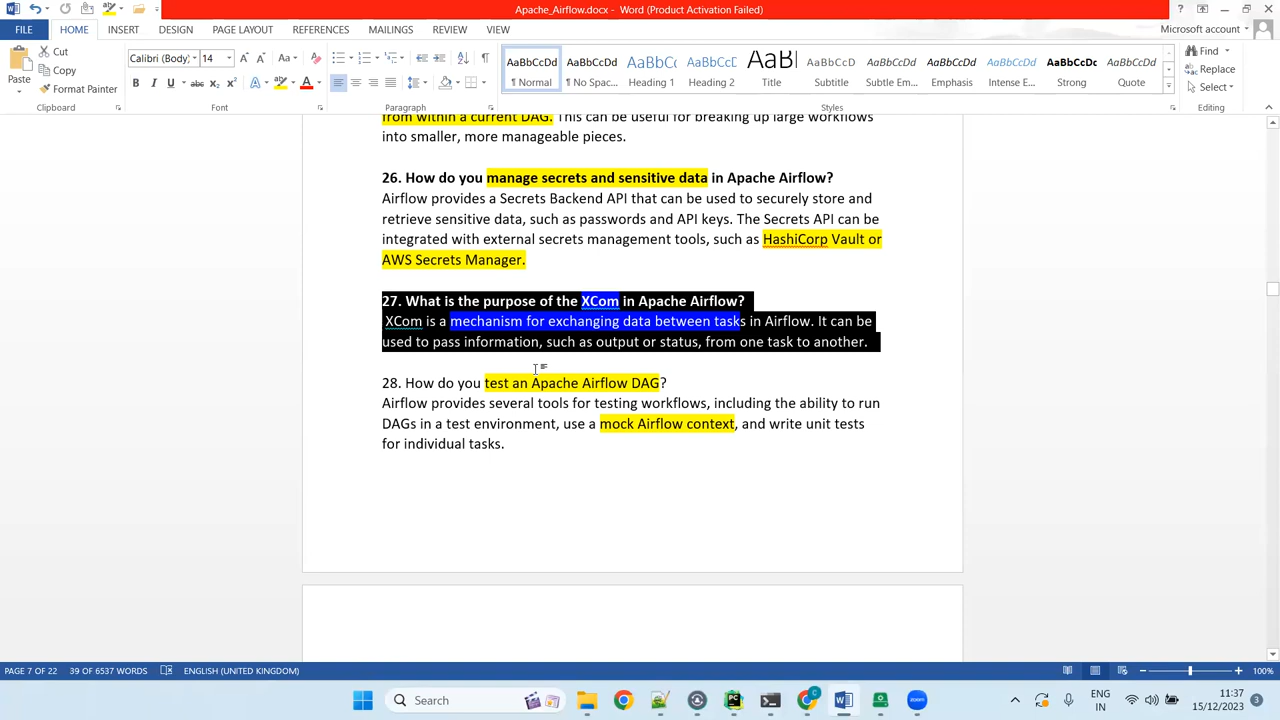 Apache_Airflow.docx - Word (Product Activation Failed)
FILE HOME INSERT DESIGN PAGE LAYOUT REFERENCES MAILINGS REVIEW VIEW Microsoft account
Paste Cut Copy Format Painter
Calibri (Body) 14
AaBbCcDd AaBbCcDd AaBbC AaBbCcD AaBl AaBbCcD AaBbCcDd AaBbCcDd AaBbCcDd AaBbCcDc AaBbCcDd
¶ Normal ¶ No Spac... Heading 1 Heading 2 Title Subtitle Subtle Em... Emphasis Intense E... Strong Quote
Find Replace Select
Clipboard Font Paragraph Styles Editing
from within a current DAG. This can be useful for breaking up large workflows
into smaller, more manageable pieces.
26. How do you manage secrets and sensitive data in Apache Airflow?
Airflow provides a Secrets Backend API that can be used to securely store and
retrieve sensitive data, such as passwords and API keys. The Secrets API can be
integrated with external secrets management tools, such as HashiCorp Vault or
AWS Secrets Manager.
27. What is the purpose of the XCom in Apache Airflow?
XCom is a mechanism for exchanging data between tasks in Airflow. It can be
used to pass information, such as output or status, from one task to another.
28. How do you test an Apache Airflow DAG?
Airflow provides several tools for testing workflows, including the ability to run
DAGs in a test environment, use a mock Airflow context, and write unit tests
for individual tasks.
PAGE 7 OF 22 39 OF 6537 WORDS ENGLISH (UNITED KINGDOM) 100%
Search
ENG
IN
11:37
15/12/2023